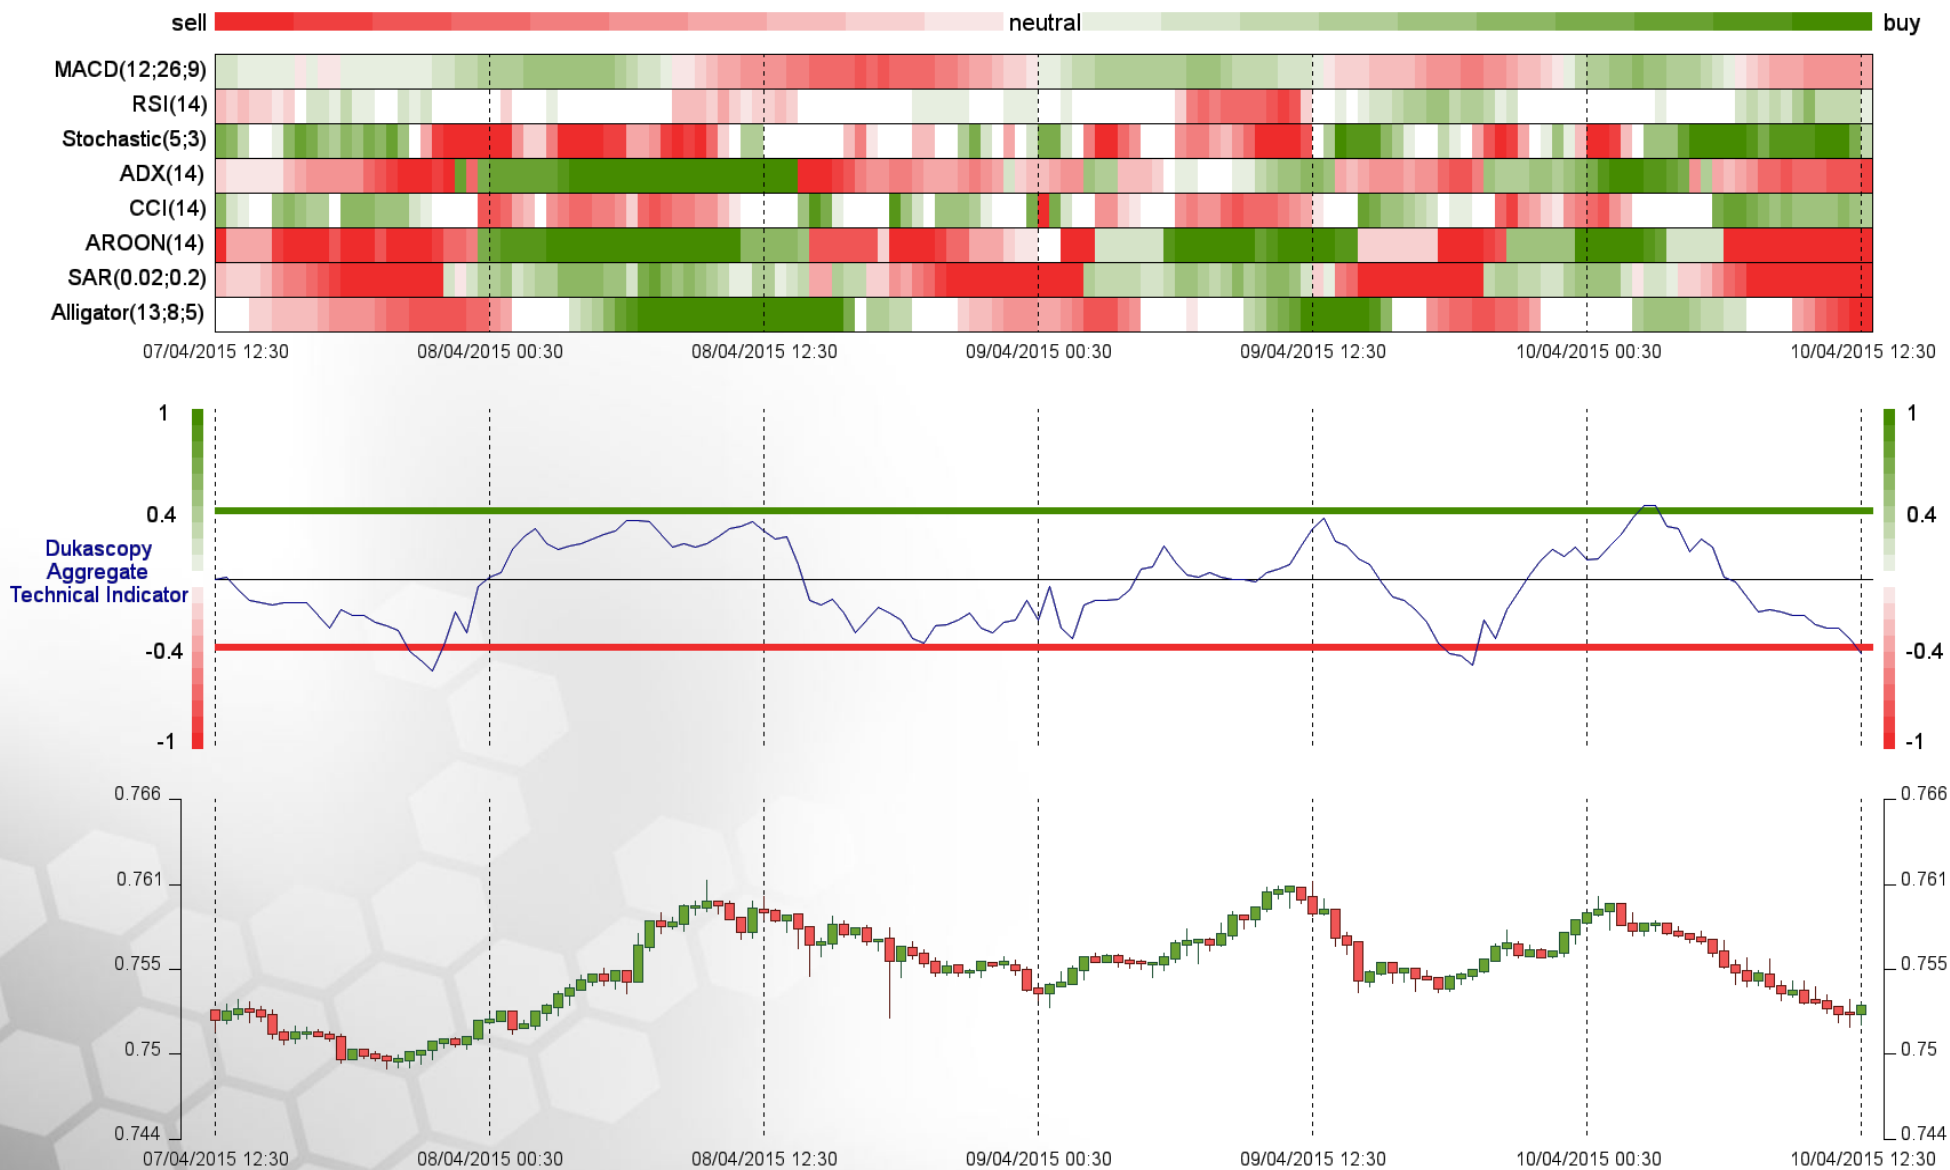 sell neutral buy
MACD(12;26;9)
RSI(14)
Stochastic(5;3)
ADX(14)
CCI(14)
AROON(14)
SAR(0.02;0.2)
Alligator(13;8;5)
07/04/2015 12:30 08/04/2015 00:30 08/04/2015 12:30 09/04/2015 00:30 09/04/2015 12:30 10/04/2015 00:30 10/04/2015 12:30
1 1
0.4 0.4
Dukascopy
Aggregate
Technical Indicator
-0.4 -0.4
-1 -1
0.766 0.766
0.761 0.761
0.755 0.755
0.75 0.75
0.744 0.744
07/04/2015 12:30 08/04/2015 00:30 08/04/2015 12:30 09/04/2015 00:30 09/04/2015 12:30 10/04/2015 00:30 10/04/2015 12:30